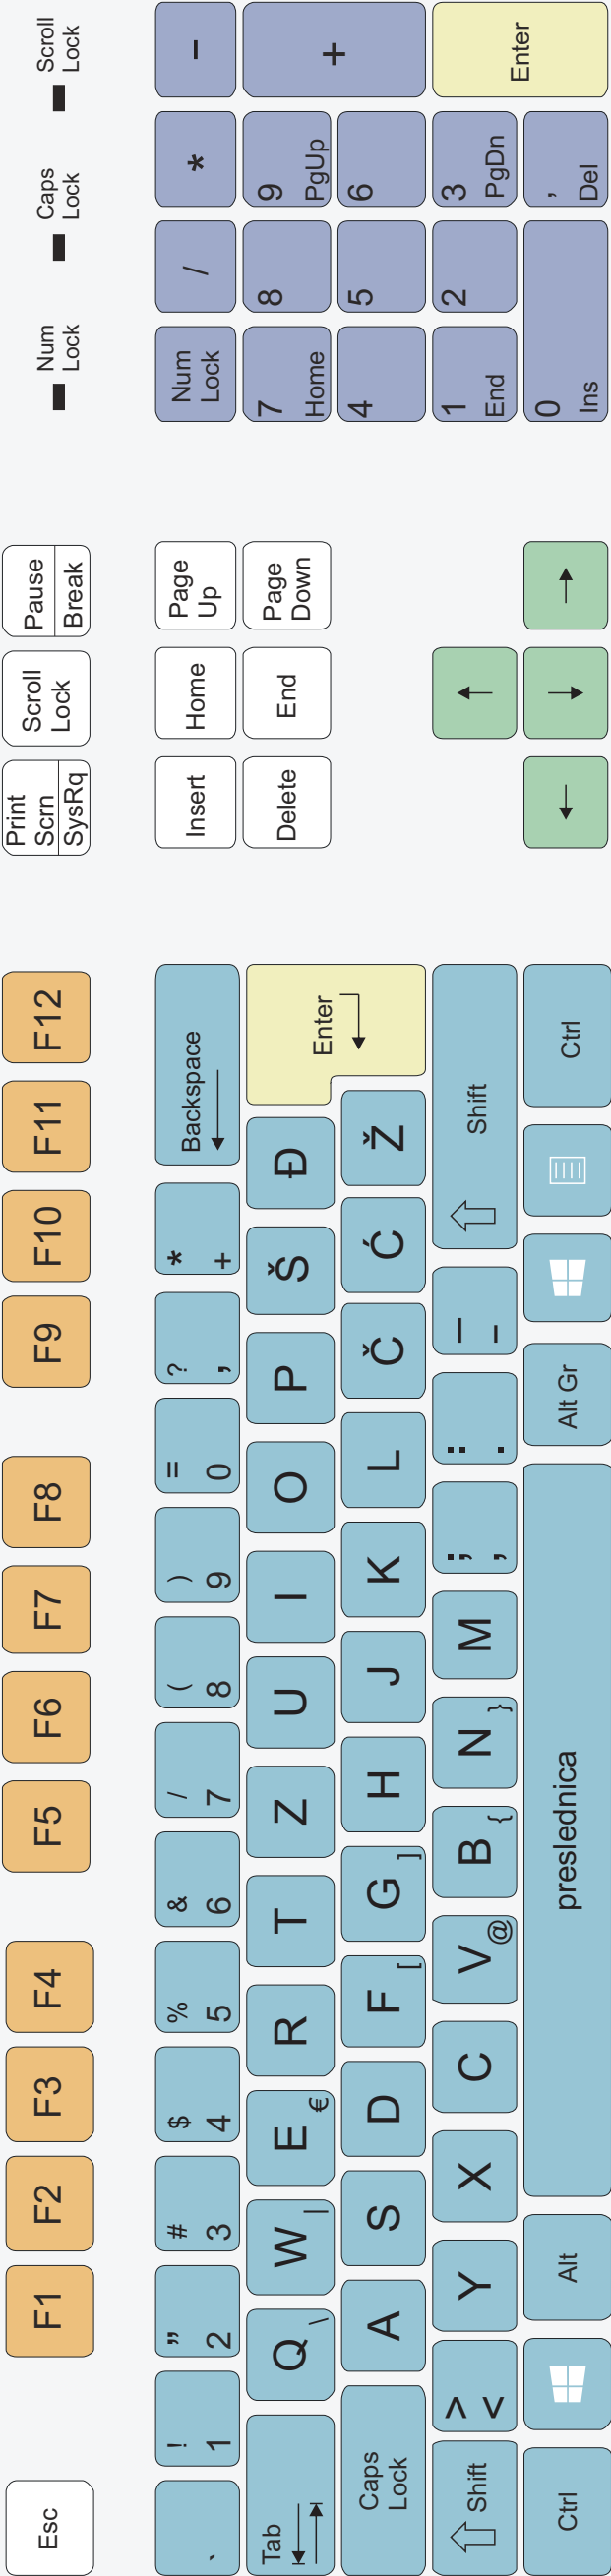 Esc F1 F2 F3 F4 F5 F6 F7 F8 F9 F10 F11 F12
Print
Scrn
SysRq
Scroll
Lock
Pause
Break
Num
Lock
Caps
Lock
Scroll
Lock
! " # $ % & / ( ) = ? *
¸ 1 2 3 4 5 6 7 8 9 0 ' +
Backspace
Insert Home Page
Up
Num
Lock
/ * -
Tab
Q \ W | E € R T Z U I O P Š Đ
Enter
Delete End Page
Down
7 8 9 +
Home PgUp
Caps
Lock
A S D F [ G ] H J K L Č Ć Ž
4 5 6
Shift
>
<
Y X C V @ B { N } M
; : _
, . -
Shift
1 2 3 Enter
End PgDn
Ctrl Alt preslednica Alt Gr Ctrl
0 ,
Ins Del